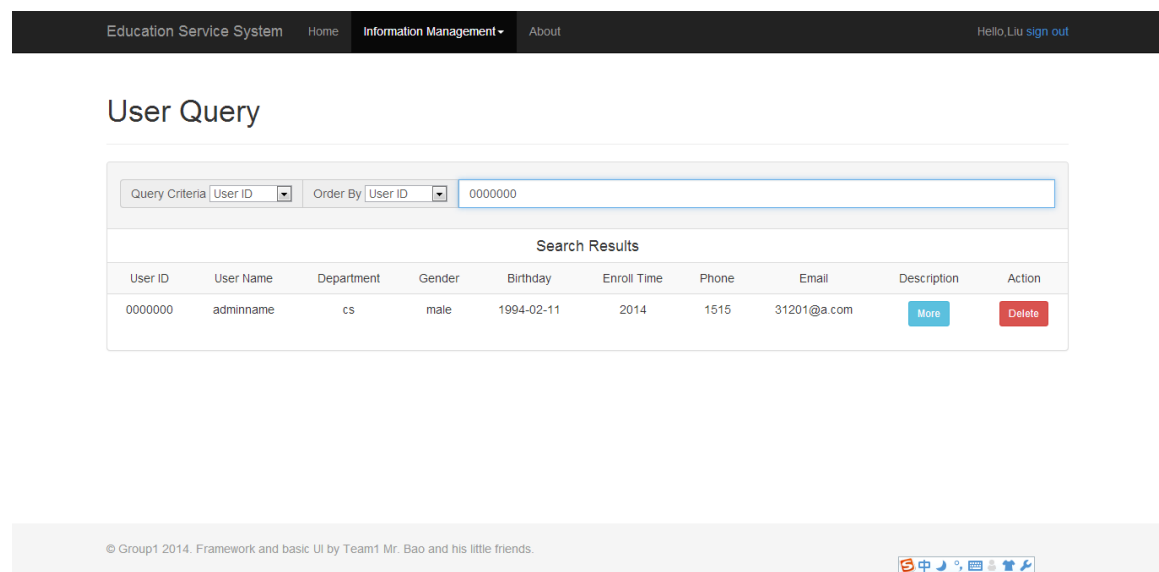 Education Service System Home Information Management About Hello,Liu sign out
User Query
Query Criteria User ID Order By User ID 0000000
Search Results
User ID User Name Department Gender Birthday Enroll Time Phone Email Description Action
0000000 adminname cs male 1994-02-11 2014 1515 31201@a.com More Delete
© Group1 2014. Framework and basic UI by Team1 Mr. Bao and his little friends.
S 中